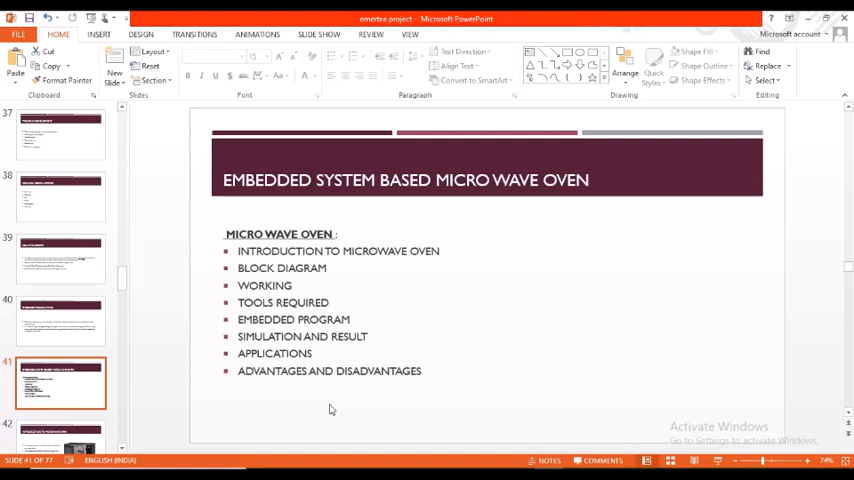 emertxe project - Microsoft PowerPoint
FILE HOME INSERT DESIGN TRANSITIONS ANIMATIONS SLIDE SHOW REVIEW VIEW Microsoft account
Paste
Cut
Copy
Format Painter
Clipboard
New Slide
Layout
Reset
Section
Slides
15
Font
Text Direction
Align Text
Convert to SmartArt
Paragraph
Arrange
Quick Styles
Shape Fill
Shape Outline
Shape Effects
Drawing
Find
Replace
Select
Editing
37
38
39
40
41
42
EMBEDDED SYSTEM BASED MICRO WAVE OVEN
MICRO WAVE OVEN :
INTRODUCTION TO MICROWAVE OVEN
BLOCK DIAGRAM
WORKING
TOOLS REQUIRED
EMBEDDED PROGRAM
SIMULATION AND RESULT
APPLICATIONS
ADVANTAGES AND DISADVANTAGES
Activate Windows
Go to Settings to activate Windows.
SLIDE 41 OF 77 ENGLISH (INDIA) NOTES COMMENTS 74%